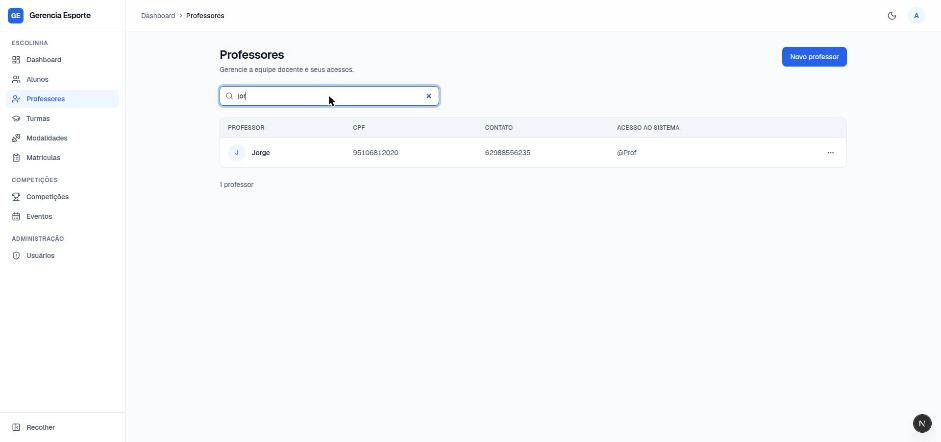 GE Gerencia Esporte
Dashboard > Professores
A
ESCOLINHA
Dashboard
Alunos
Professores
Turmas
Modalidades
Matrículas
COMPETIÇÕES
Competições
Eventos
ADMINISTRAÇÃO
Usuários
Recolher
Professores
Gerencie a equipe docente e seus acessos.
Novo professor
jor
PROFESSOR CPF CONTATO ACESSO AO SISTEMA
J Jorge 95106812020 62988556235 @Prof
1 professor
N